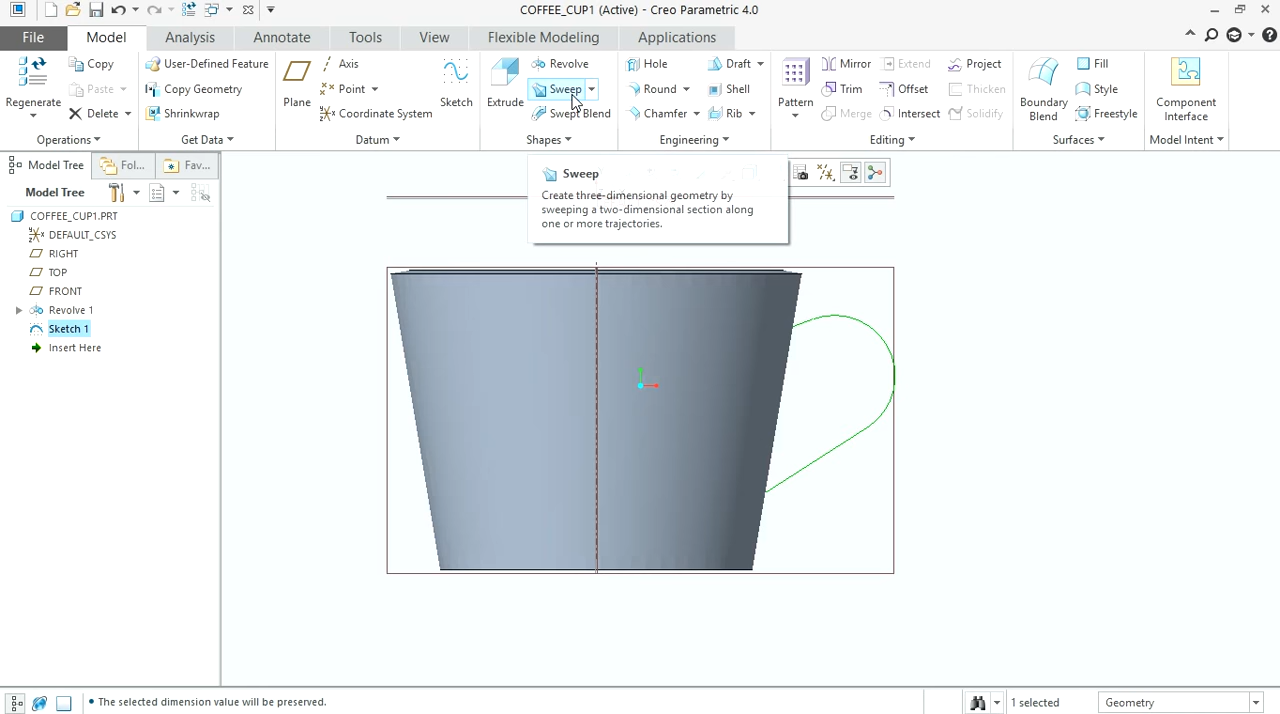 COFFEE_CUP1 (Active) - Creo Parametric 4.0
File
Model
Analysis
Annotate
Tools
View
Flexible Modeling
Applications
Regenerate
Copy
Paste
Delete
Operations
User-Defined Feature
Copy Geometry
Shrinkwrap
Get Data
Plane
Axis
Point
Coordinate System
Sketch
Datum
Extrude
Revolve
Sweep
Swept Blend
Shapes
Hole
Round
Chamfer
Draft
Shell
Rib
Engineering
Pattern
Mirror
Trim
Merge
Extend
Offset
Intersect
Project
Thicken
Solidify
Editing
Boundary
Blend
Fill
Style
Freestyle
Surfaces
Component
Interface
Model Intent
Model Tree
Fol...
Fav...
Model Tree
COFFEE_CUP1.PRT
DEFAULT_CSYS
RIGHT
TOP
FRONT
Revolve 1
Sketch 1
Insert Here
Sweep
Create three-dimensional geometry by
sweeping a two-dimensional section along
one or more trajectories.
The selected dimension value will be preserved.
1 selected
Geometry